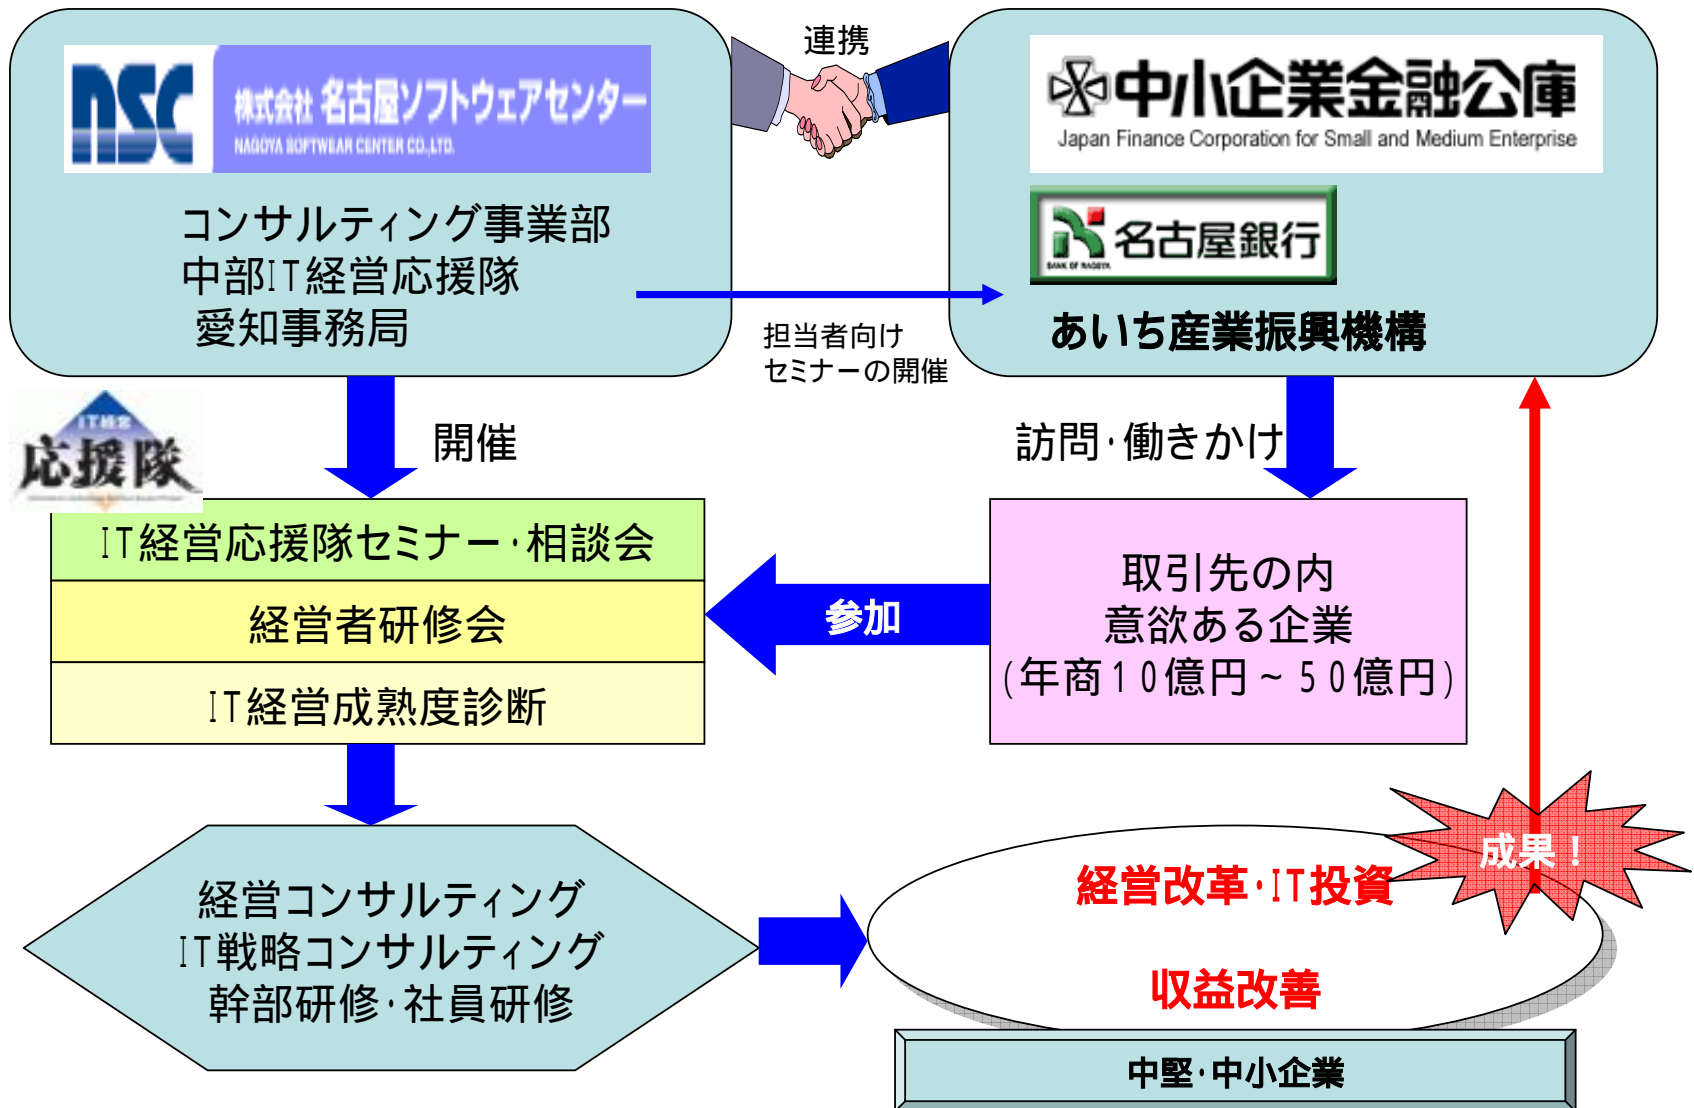 nsc
株式会社 名古屋ソフトウェアセンター
NAGOYA SOFTWEAR CENTER CO.,LTD.
コンサルティング事業部
中部IT経営応援隊
愛知事務局
連携
中小企業金融公庫
Japan Finance Corporation for Small and Medium Enterprise
名古屋銀行
BANK OF NAGOYA
あいち産業振興機構
担当者向け
セミナーの開催
IT経営
応援隊
開催
訪問・働きかけ
IT経営応援隊セミナー・相談会
経営者研修会
IT経営成熟度診断
参加
取引先の内
意欲ある企業
(年商10億円~50億円)
経営コンサルティング
IT戦略コンサルティング
幹部研修・社員研修
成果!
経営改革・IT投資
収益改善
中堅・中小企業